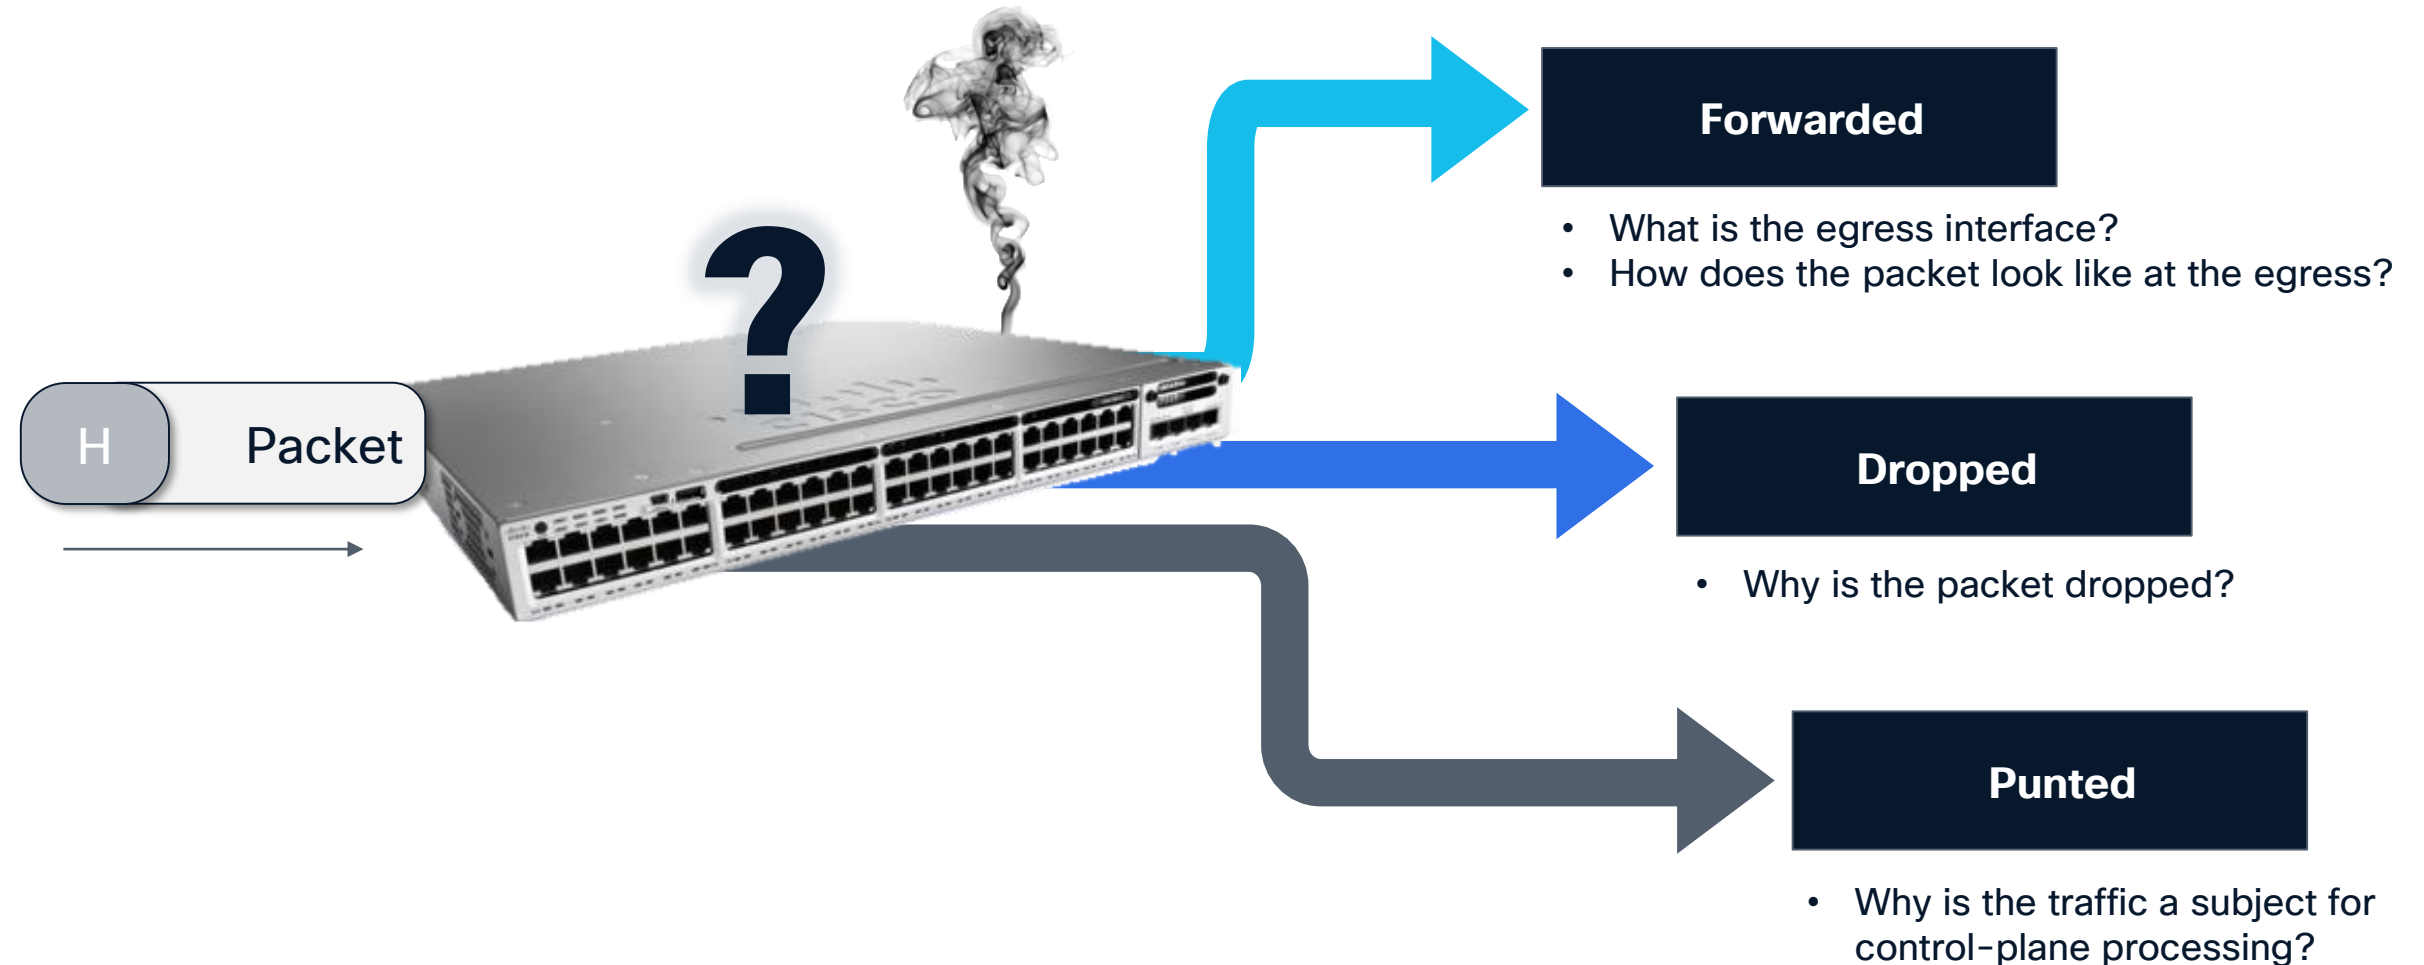 ?
H
Packet
Forwarded
• What is the egress interface?
• How does the packet look like at the egress?
Dropped
• Why is the packet dropped?
Punted
• Why is the traffic a subject for
control-plane processing?